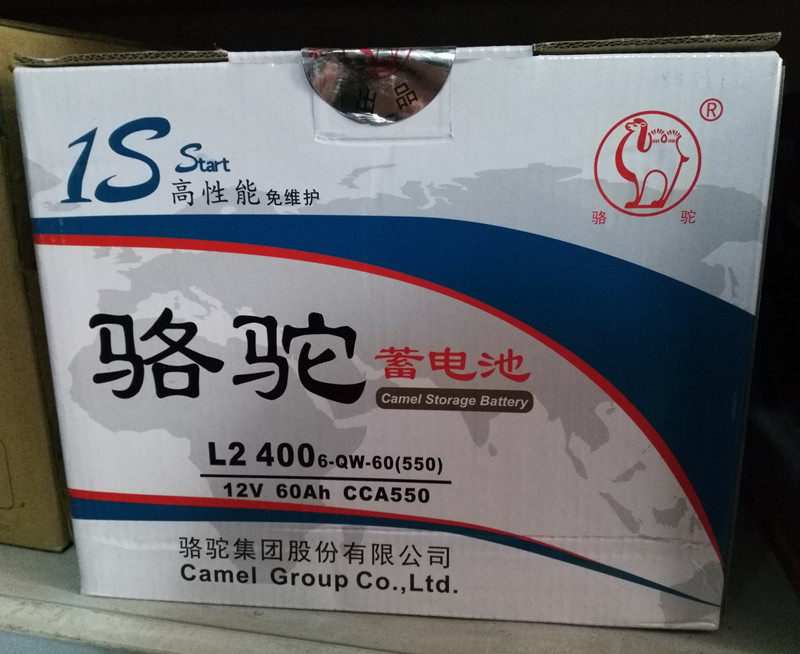 出品
®
1S Start
高性能 免维护
骆 驼
骆驼 蓄电池
Camel Storage Battery
L2 400 6-QW-60(550)
12V 60Ah CCA550
骆驼集团股份有限公司
Camel Group Co.,Ltd.